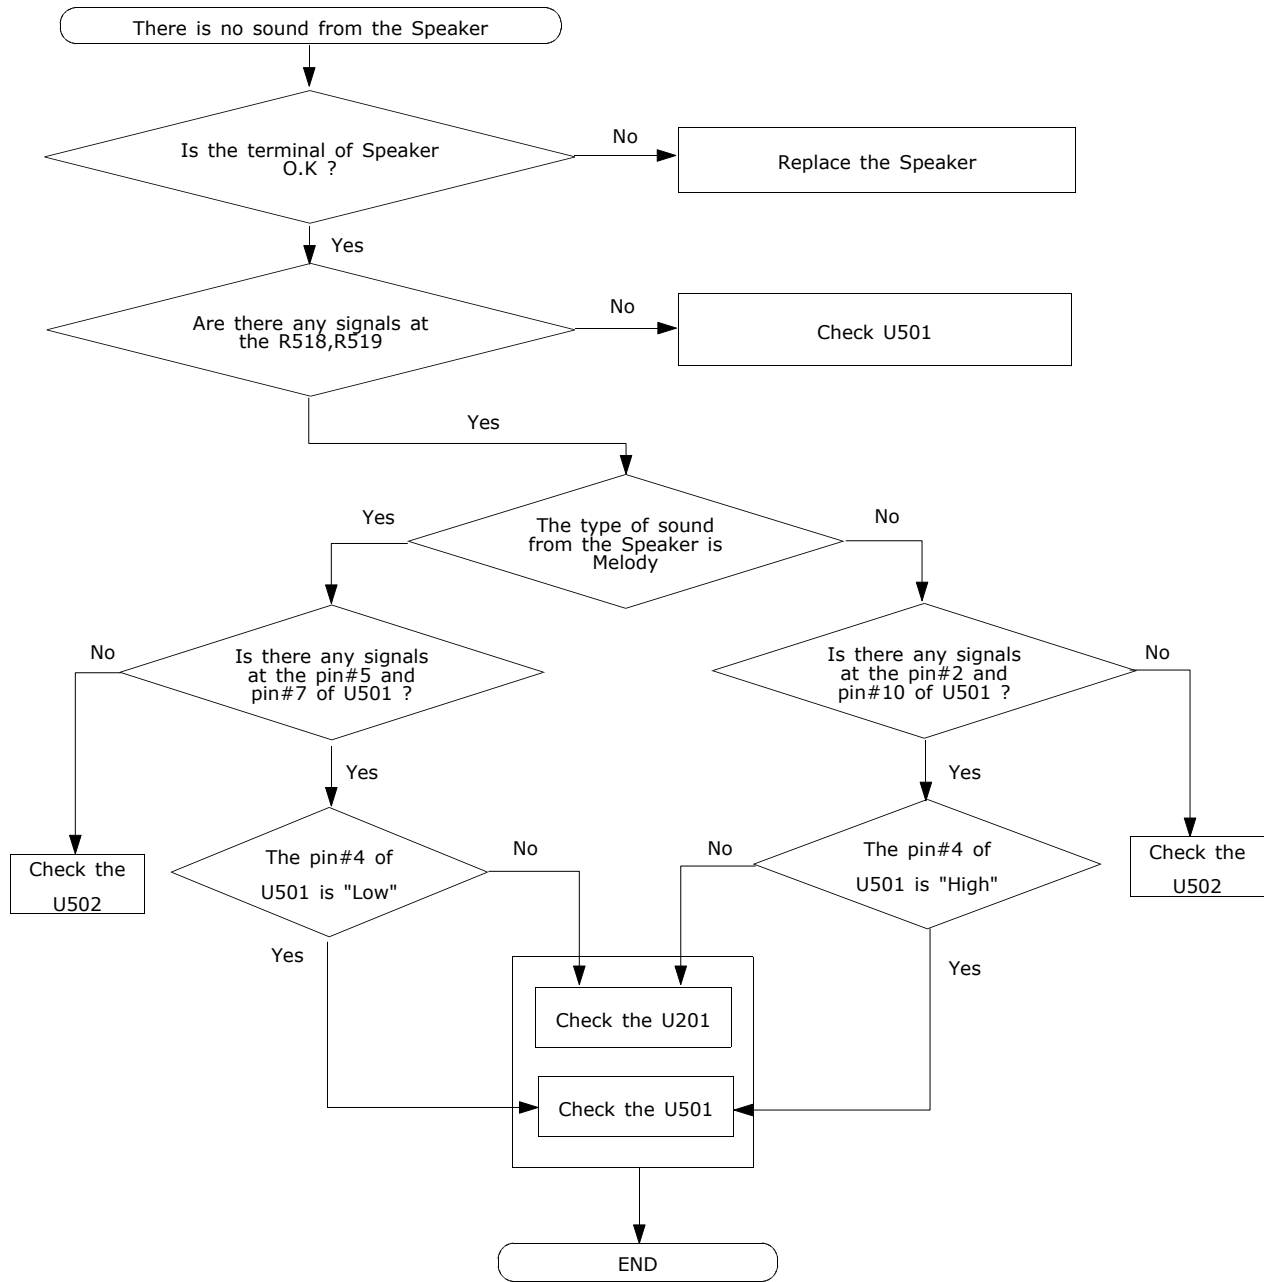 There is no sound from the Speaker
Is the terminal of Speaker
O.K ?
No
Replace the Speaker
Yes
Are there any signals at
the R518,R519
No
Check U501
Yes
The type of sound
from the Speaker is
Melody
Yes
No
Is there any signals
at the pin#5 and
pin#7 of U501 ?
No
Is there any signals
at the pin#2 and
pin#10 of U501 ?
No
Yes
Yes
Check the
U502
The pin#4 of
U501 is "Low"
No
No
The pin#4 of
U501 is "High"
Check the
U502
Yes
Yes
Check the U201
Check the U501
END